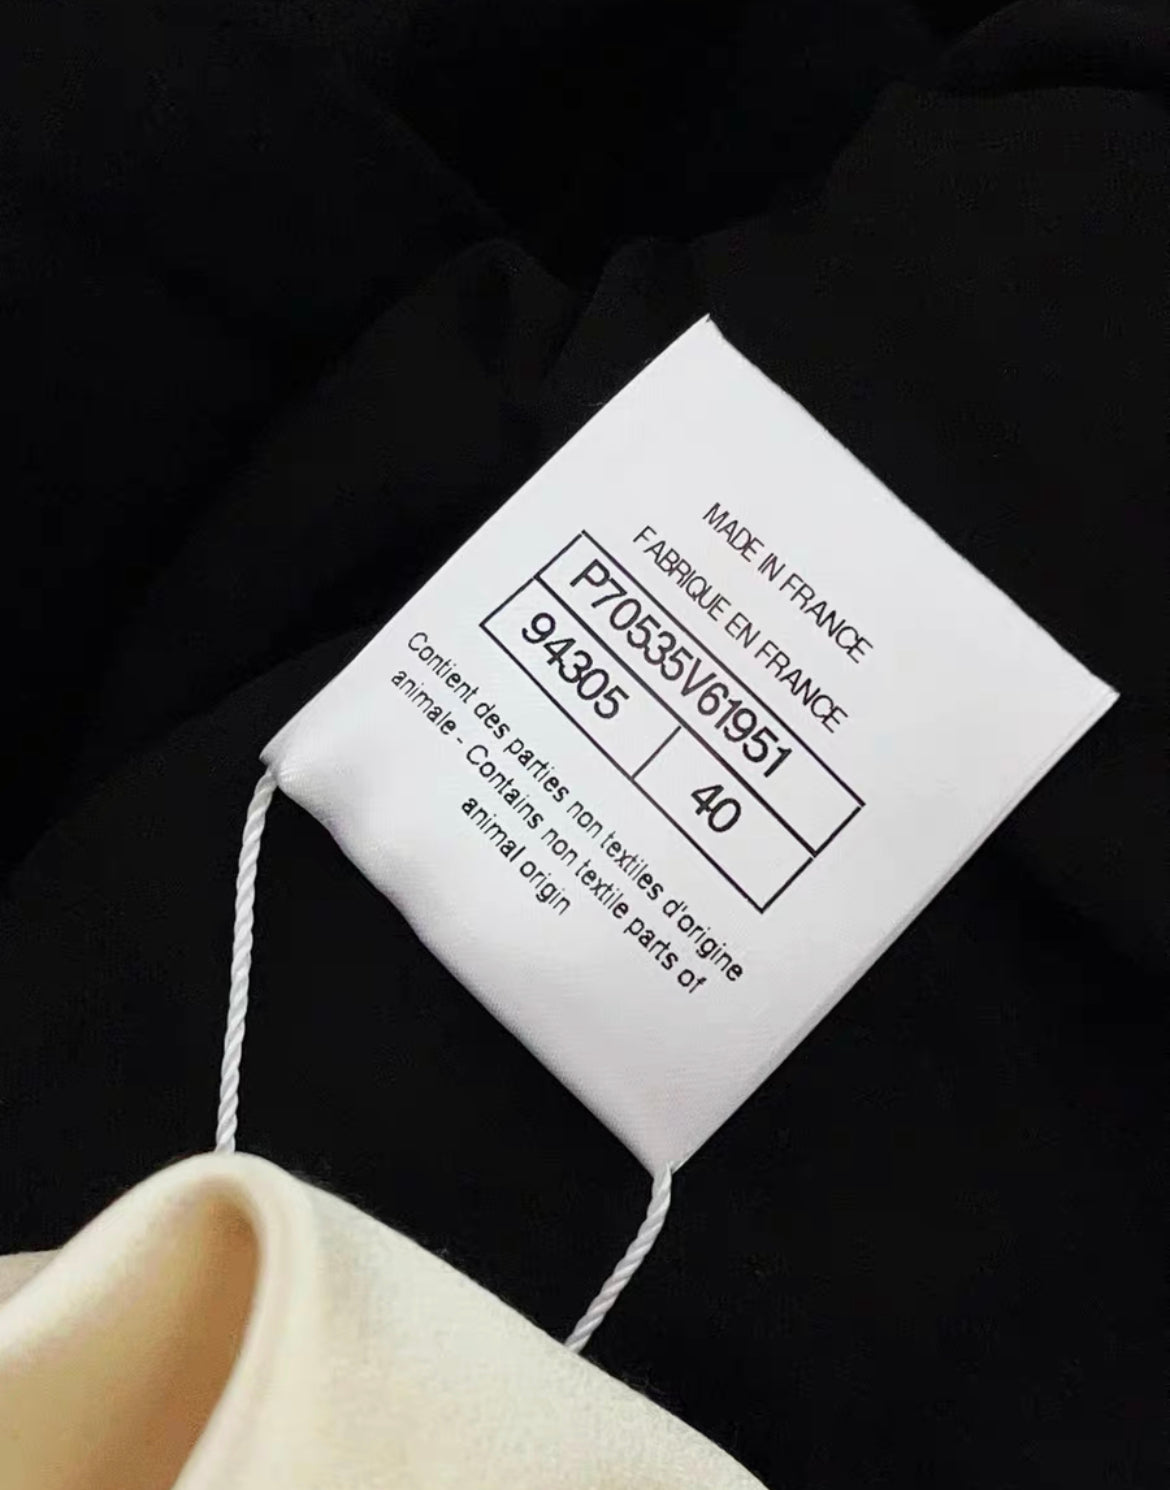 MADE IN FRANCE
FABRIQUE EN FRANCE
P70535V61951
94305 40
Contient des parties non textiles d'origine
animale - Contains non textile parts of
animal origin